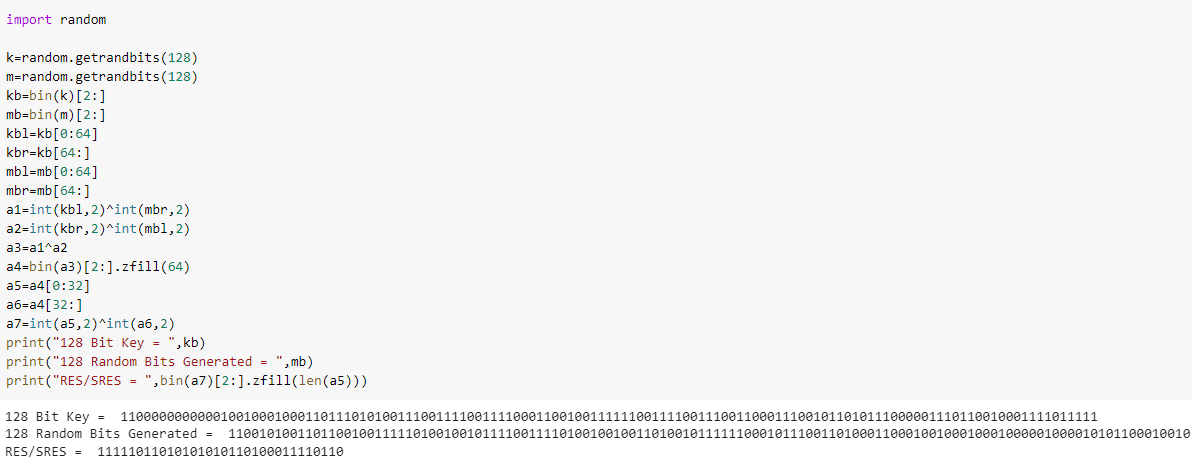 import random
k=random.getrandbits(128)
m=random.getrandbits(128)
kb=bin(k)[2:]
mb=bin(m)[2:]
kbl=kb[0:64]
kbr=kb[64:]
mbl=mb[0:64]
mbr=mb[64:]
a1=int(kbl,2)^int(mbr,2)
a2=int(kbr,2)^int(mbl,2)
a3=a1^a2
a4=bin(a3)[2:].zfill(64)
a5=a4[0:32]
a6=a4[32:]
a7=int(a5,2)^int(a6,2)
print("128 Bit Key = ",kb)
print("128 Random Bits Generated = ",mb)
print("RES/SRES = ",bin(a7)[2:].zfill(len(a5)))
128 Bit Key =
128 Random Bits Generated =
RES/SRES = 11111011010101010110100011110110